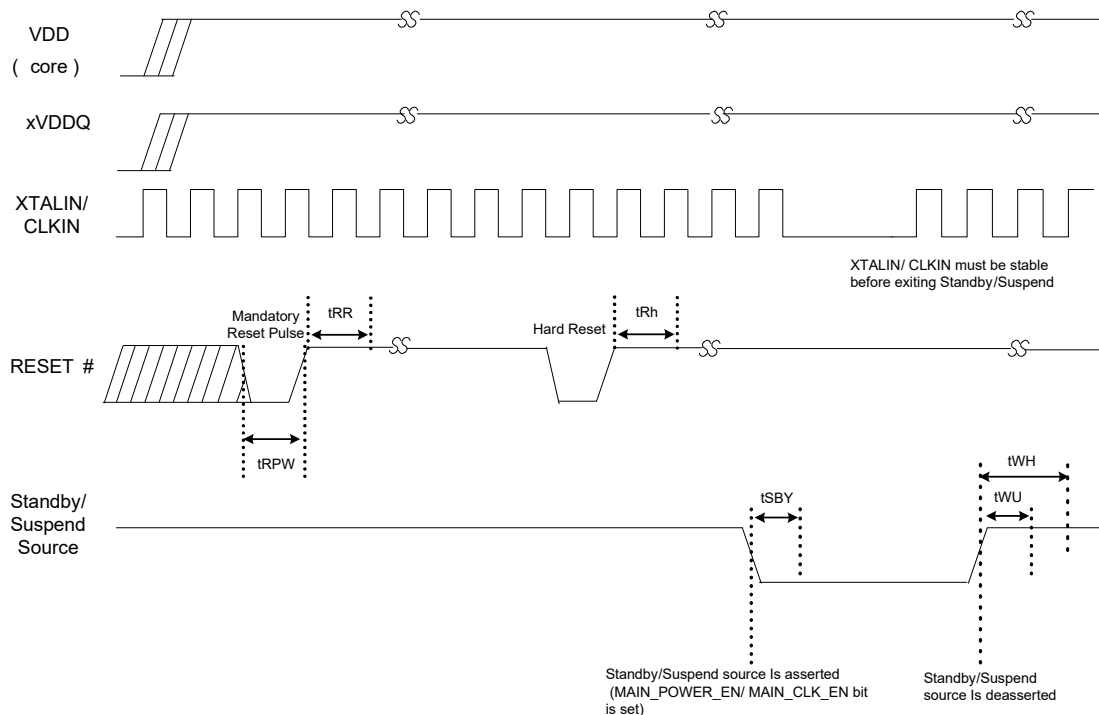 VDD
( core )
xVDDQ
XTALIN/
CLKIN
XTALIN/ CLKIN must be stable
before exiting Standby/Suspend
Mandatory
Reset Pulse
tRR
Hard Reset
tRh
RESET #
tRPW
tWH
Standby/
Suspend
Source
tSBY
tWU
Standby/Suspend source Is asserted
(MAIN_POWER_EN/ MAIN_CLK_EN bit
is set)
Standby/Suspend
source Is deasserted